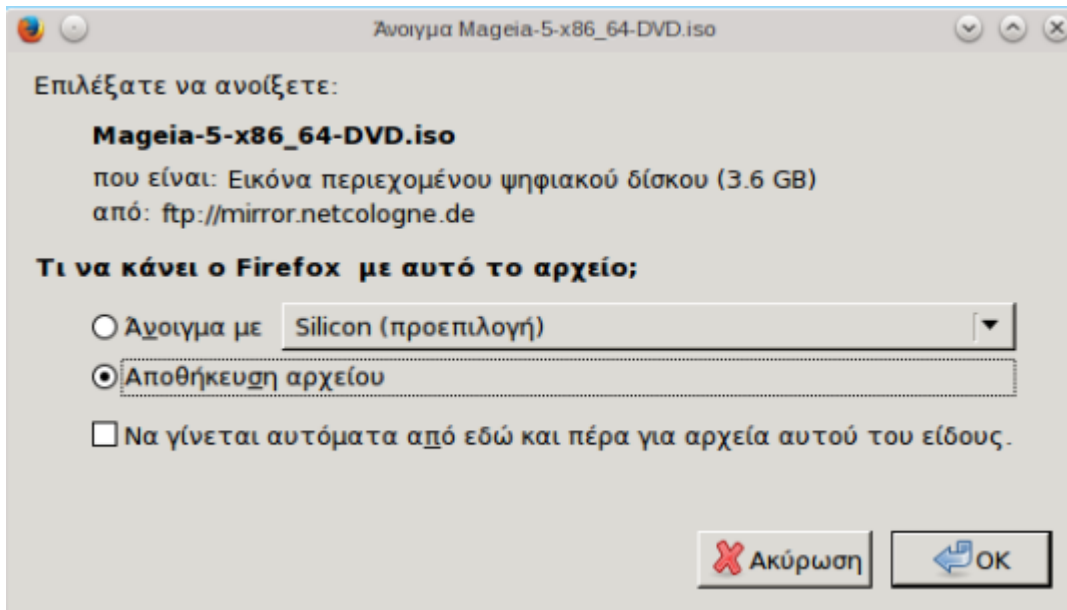 Άνοιγμα Mageia-5-x86_64-DVD.iso
Επιλέξατε να ανοίξετε:
Mageia-5-x86_64-DVD.iso
που είναι: Εικόνα περιεχομένου ψηφιακού δίσκου (3.6 GB)
από: ftp://mirror.netcologne.de
Τι να κάνει ο Firefox με αυτό το αρχείο;
Άνοιγμα με Silicon (προεπιλογή)
Αποθήκευση αρχείου
Να γίνεται αυτόματα από εδώ και πέρα για αρχεία αυτού του είδους.
Ακύρωση OK